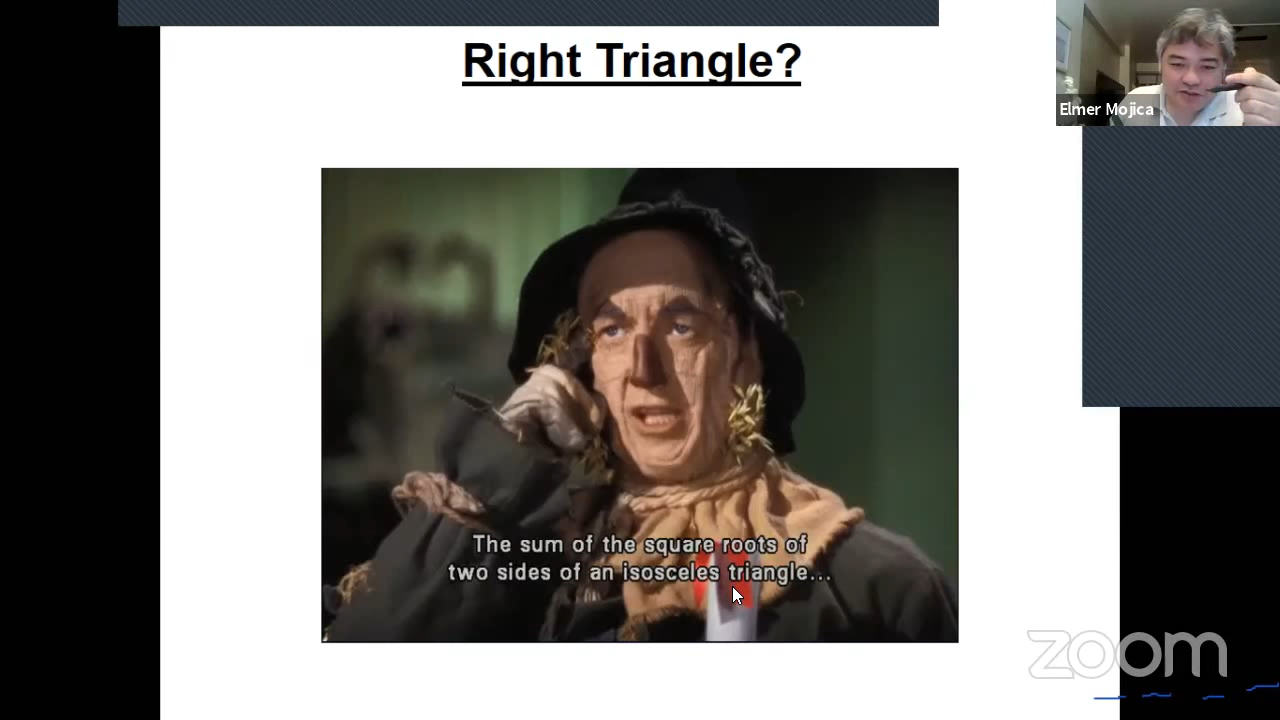 Right Triangle?
Elmer Mojica
The sum of the square roots of
two sides of an isosceles triangle...
zoom